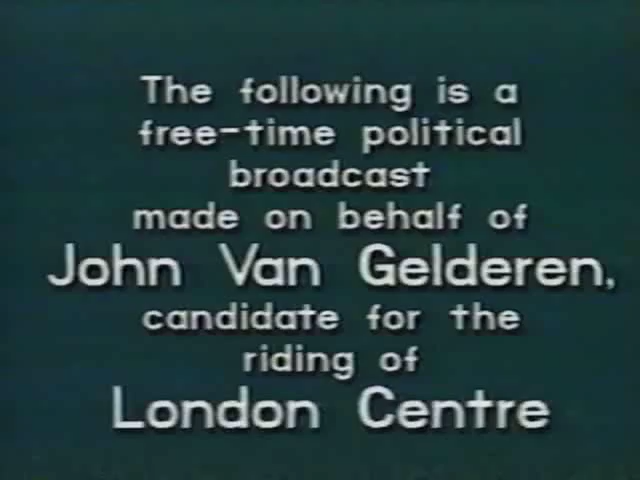 The following is a
free-time political
broadcast
made on behalf of
John Van Gelderen,
candidate for the
riding of
London Centre